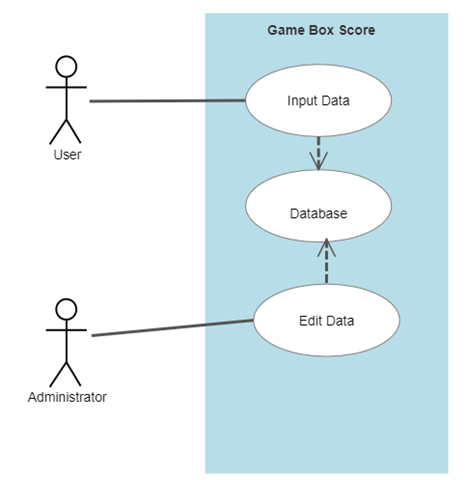 Game Box Score
Input Data
User
Database
Edit Data
Administrator